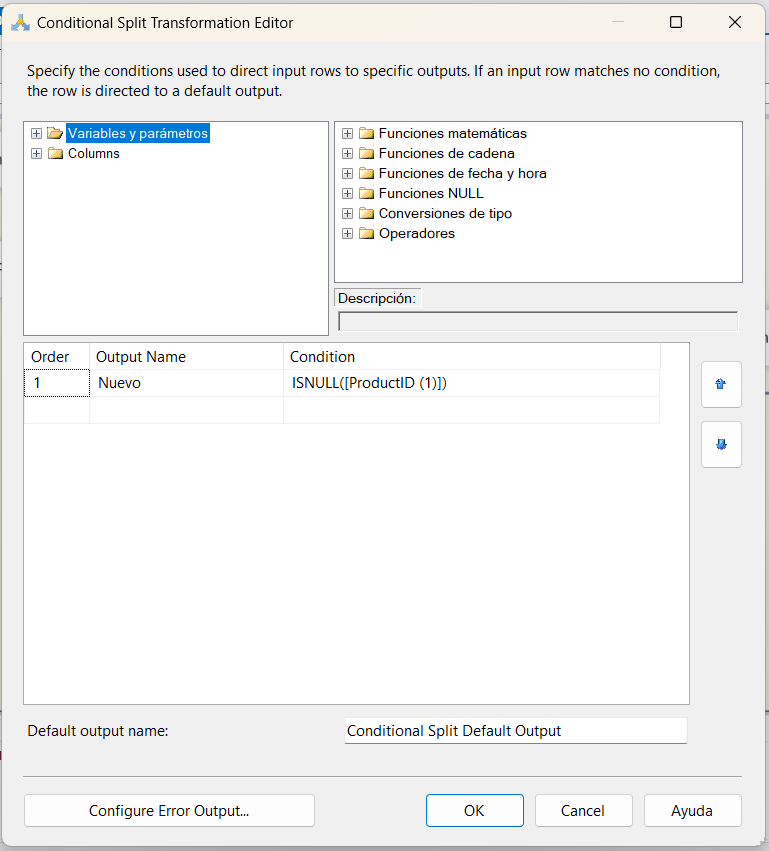 Conditional Split Transformation Editor
Specify the conditions used to direct input rows to specific outputs. If an input row matches no condition,
the row is directed to a default output.
Variables y parámetros
Columns
Funciones matemáticas
Funciones de cadena
Funciones de fecha y hora
Funciones NULL
Conversiones de tipo
Operadores
Descripción:
Order Output Name Condition
1 Nuevo ISNULL([ProductID (1)])
Default output name: Conditional Split Default Output
Configure Error Output... OK Cancel Ayuda